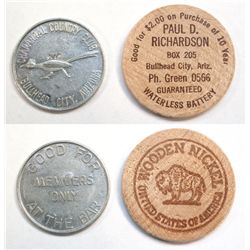 CHAPARRAL COUNTRY CLUB
BULLHEAD CITY, ARIZONA
Good for $2.00 on Purchase of 10 Year
PAUL D.
RICHARDSON
BOX 205
Bullhead City, Ariz.
Ph. Green 0566
GUARANTEED
WATERLESS BATTERY
GOOD FOR
MEMBERS
ONLY
AT THE BAR
WOODEN NICKEL
UNITED STATES OF AMERICA